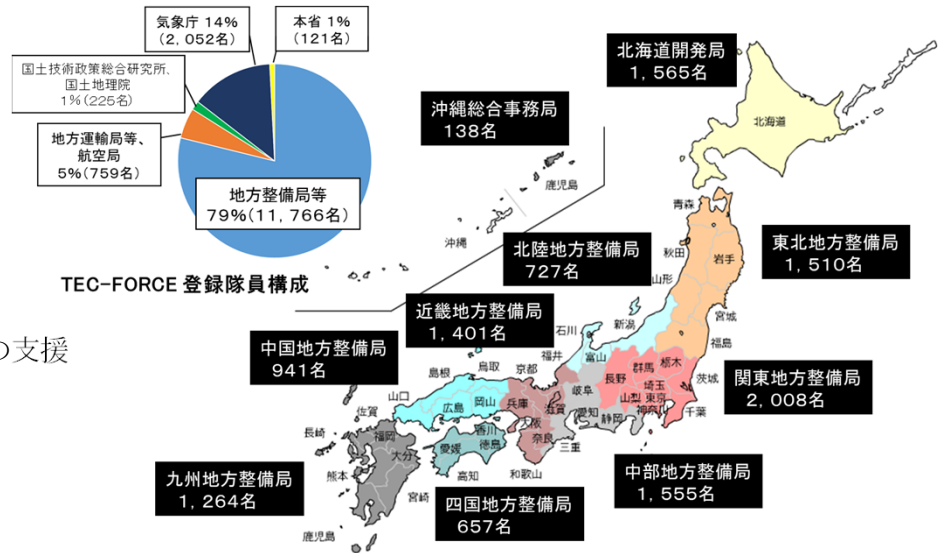 気象庁 14%
(2, 052名)
本省 1%
(121名)
国土技術政策総合研究所、
国土地理院
1%(225名)
地方運輸局等、
航空局
5%(759名)
地方整備局等
79%(11, 766名)
TEC-FORCE 登録隊員構成
の支援
北海道開発局
1, 565名
沖縄総合事務局
138名
北陸地方整備局
727名
東北地方整備局
1, 510名
近畿地方整備局
1, 401名
中国地方整備局
941名
関東地方整備局
2, 008名
九州地方整備局
1, 264名
四国地方整備局
657名
中部地方整備局
1, 555名
北海道
鹿児島
沖縄
青森
秋田
岩手
山形
宮城
福島
新潟
石川
富山
福井
群馬
栃木
茨城
長野
埼玉
山梨
東京
神奈川
千葉
岐阜
静岡
愛知
三重
滋賀
京都
兵庫
大阪
奈良
和歌山
鳥取
島根
岡山
広島
山口
香川
徳島
愛媛
高知
佐賀
福岡
長崎
大分
熊本
宮崎
鹿児島